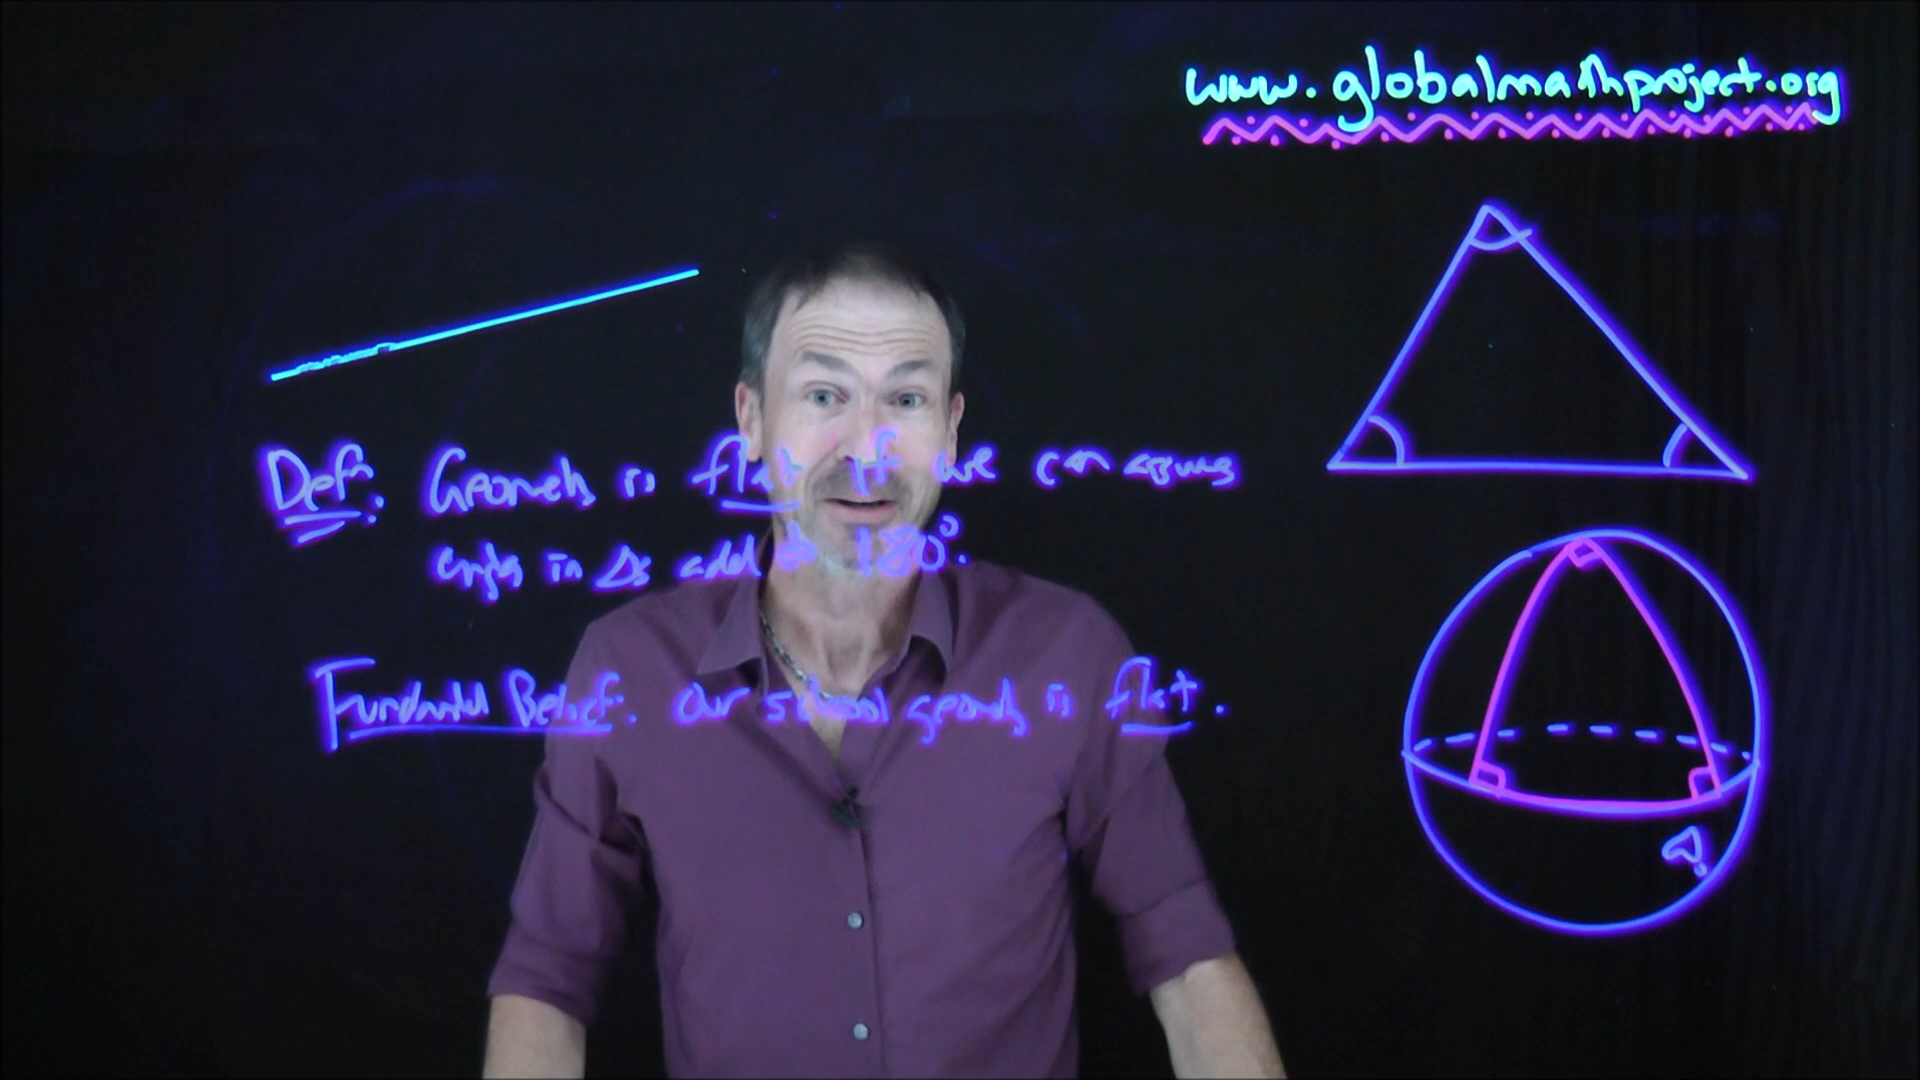 www.globalmathproject.org
Def: Geometry is flat if we can assume
angles in Δs add to 180°.
Fundamental Belief: Our school geometry is flat.